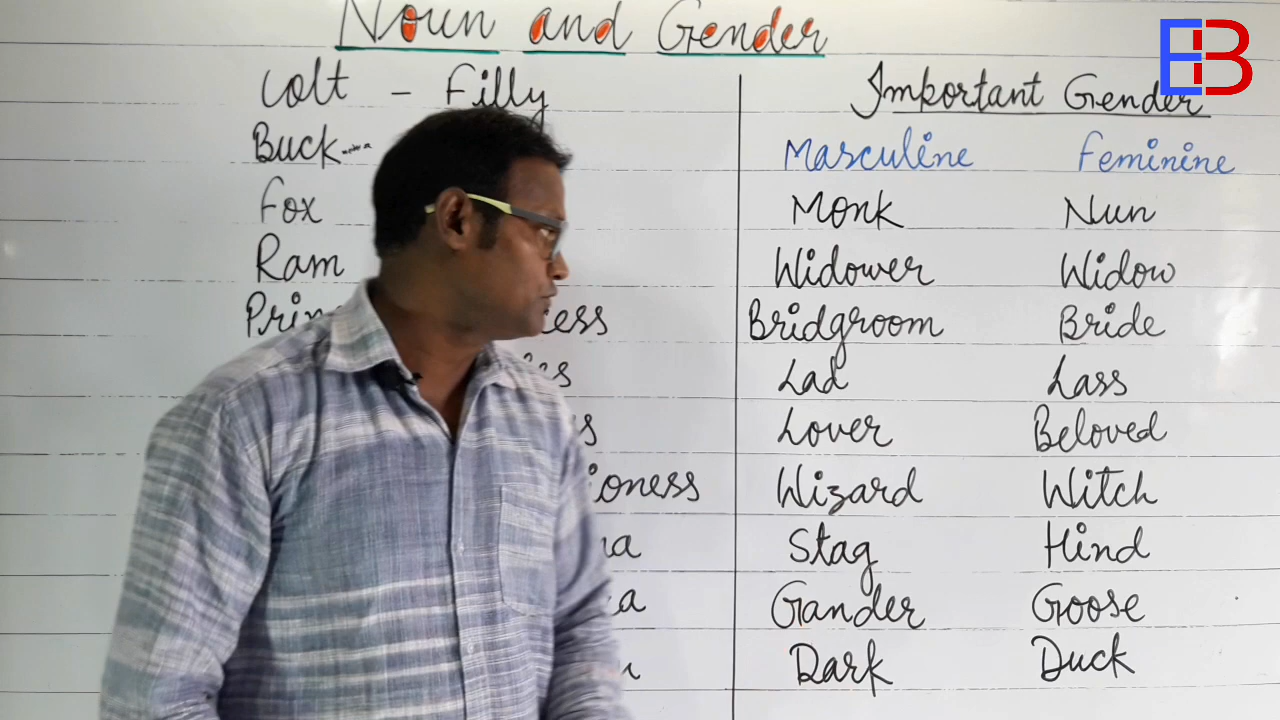 Noun and Gender
EB
Colt - Filly
Buck
Fox
Ram
Important Gender
Masculine Feminine
Monk Nun
Widower Widow
Bridgroom Bride
Lad Lass
Lover Beloved
Wizard Witch
Stag Hind
Gander Goose
Dark Duck